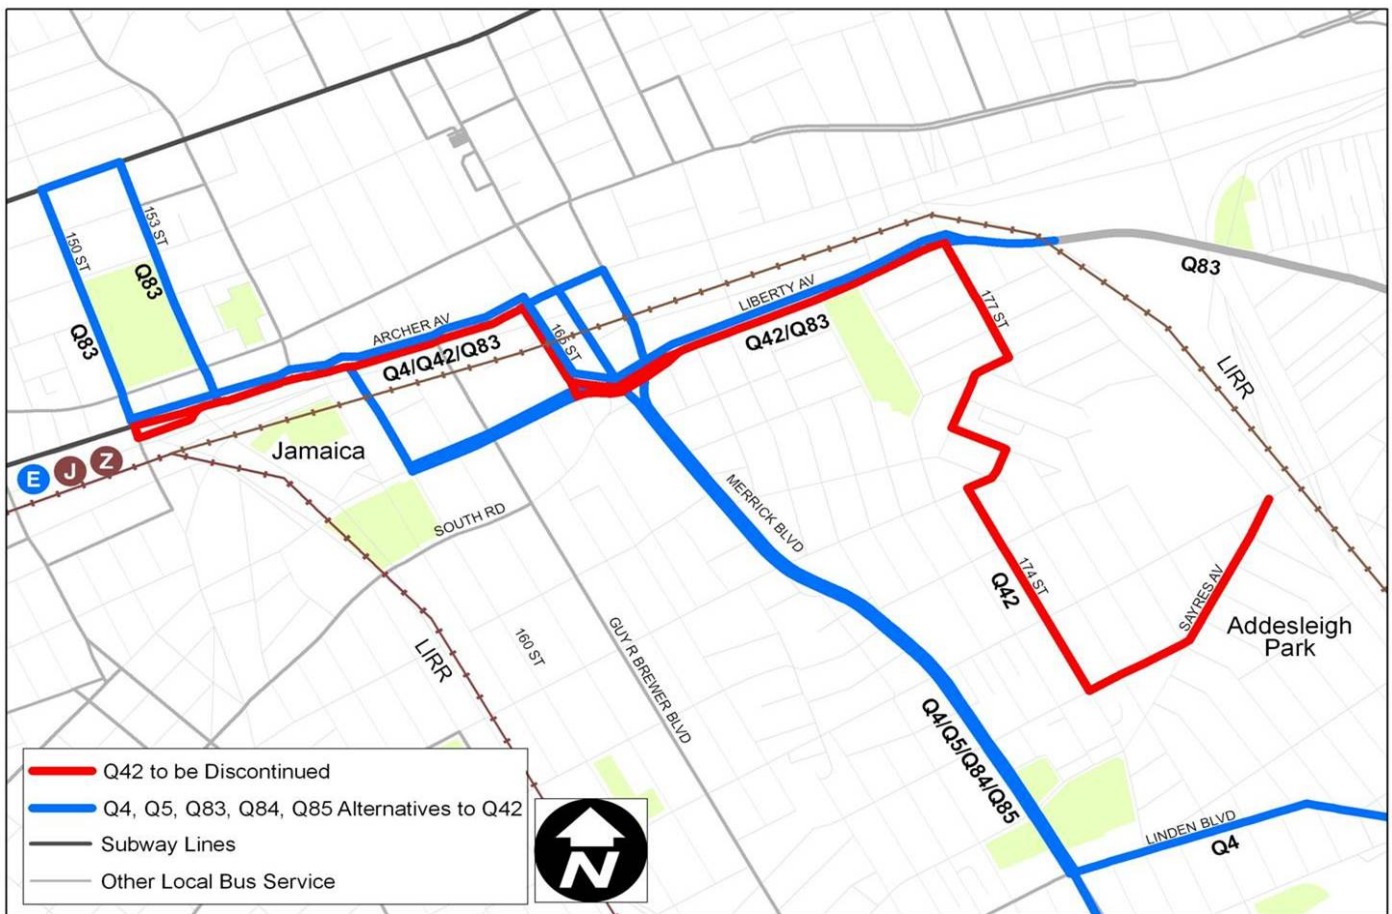 150 ST
153 ST
Q83
Q83
ARCHER AV
Q4/Q42/Q83
165 ST
LIBERTY AV
Q42/Q83
177 ST
Q83
LIRR
E
J
Z
Jamaica
SOUTH RD
MERRICK BLVD
174 ST
Q42
SAYRES AV
Addesleigh
Park
LIRR
160 ST
GUY R BREWER BLVD
Q4/Q5/Q84/Q85
LINDEN BLVD
Q4
Q42 to be Discontinued
Q4, Q5, Q83, Q84, Q85 Alternatives to Q42
Subway Lines
Other Local Bus Service
N